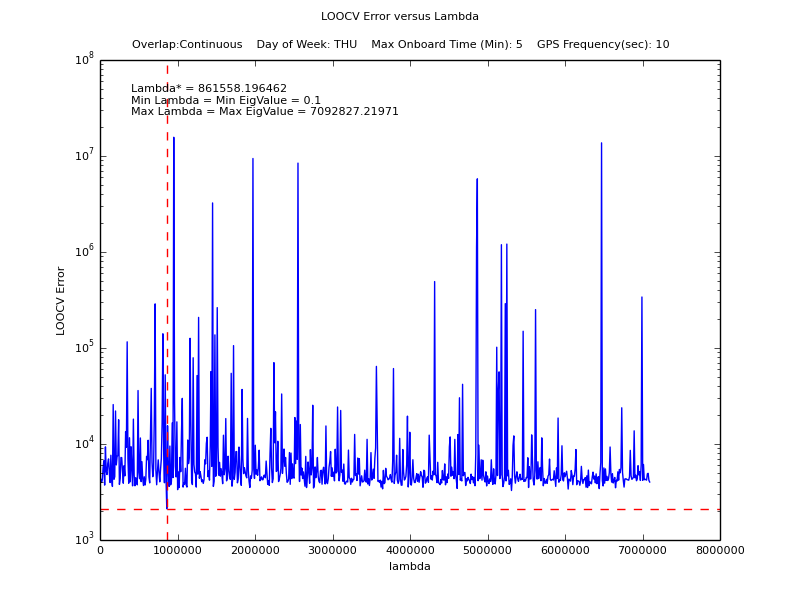 LOOCV Error versus Lambda
Overlap:Continuous    Day of Week: THU    Max Onboard Time (Min): 5    GPS Frequency(sec): 10
Lambda* = 861558.196462
Min Lambda = Min EigValue = 0.1
Max Lambda = Max EigValue = 7092827.21971
10^8
10^7
10^6
10^5
10^4
10^3
LOOCV Error
0 1000000 2000000 3000000 4000000 5000000 6000000 7000000 8000000
lambda